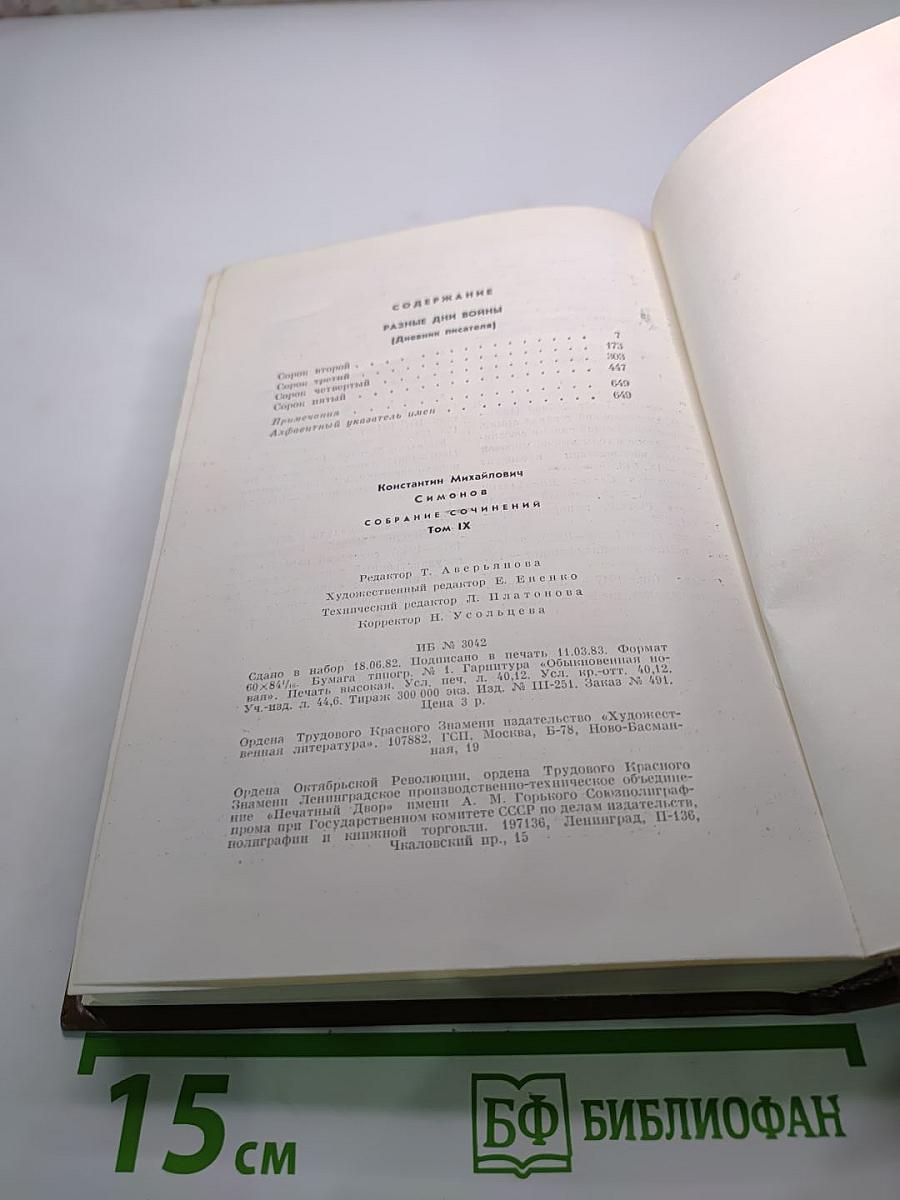 СОДЕРЖАНИЕ
РАЗНЫЕ ДНИ ВОЙНЫ
(Дневник писателя)
Сорок второй . . . . . . . . . . . . . 7
Сорок третий . . . . . . . . . . . . . 173
Сорок четвертый . . . . . . . . . . . . 303
Сорок пятый . . . . . . . . . . . . . 447
Примечания . . . . . . . . . . . . . 649
Алфавитный указатель имен . . . . . . . . 649
Константин Михайлович
Симонов
СОБРАНИЕ СОЧИНЕНИЙ
Том IX
Редактор Т. Аверьянова
Художественный редактор Е. Ененко
Технический редактор Л. Платонова
Корректор Н. Усольцева
ИБ № 3042
Сдано в набор 18.06.82. Подписано в печать 11.03.83. Формат
60×84¹/₁₆. Бумага типогр. № 1. Гарнитура «Обыкновенная но-
вая». Печать высокая. Усл. печ. л. 40,12. Усл. кр.-отт. 40,12.
Уч.-изд. л. 44,6. Тираж 300 000 экз. Изд. № III-251. Заказ № 491.
Цена 3 р.
Ордена Трудового Красного Знамени издательство «Художест-
венная литература». 107882, ГСП, Москва, Б-78, Ново-Басман-
ная, 19
Ордена Октябрьской Революции, ордена Трудового Красного
Знамени Ленинградское производственно-техническое объедине-
ние «Печатный Двор» имени А. М. Горького Союзполиграф-
прома при Государственном комитете СССР по делам издательств,
полиграфии и книжной торговли. 197136, Ленинград, П-136,
Чкаловский пр., 15
15 см
БФ БИБЛИОФАН